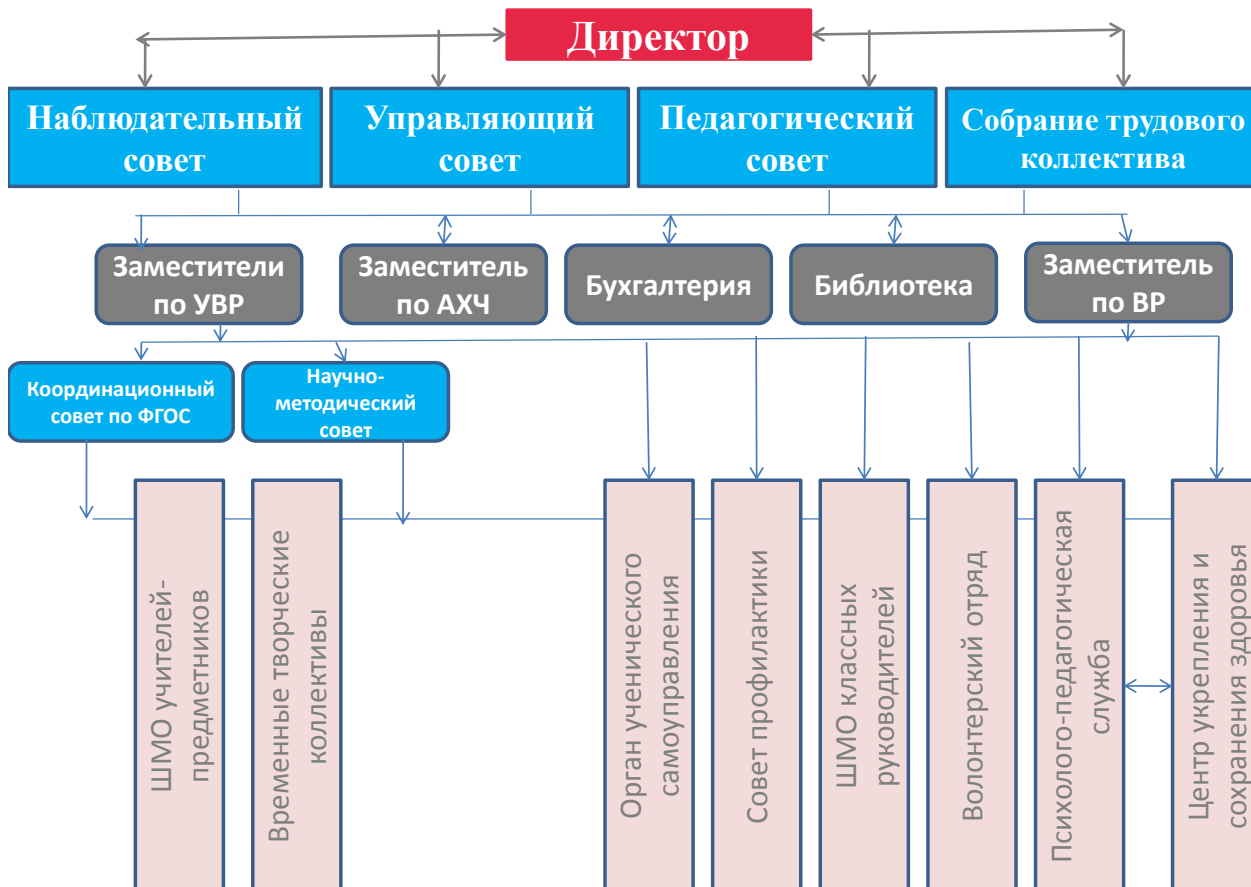 Директор
Наблюдательный
совет
Управляющий
совет
Педагогический
совет
Собрание трудового
коллектива
Заместители
по УВР
Заместитель
по АХЧ
Бухгалтерия
Библиотека
Заместитель
по ВР
Координационный
совет по ФГОС
Научно-
методический
совет
ШМО учителей-
предметников
Временные творческие
коллективы
Орган ученического
самоуправления
Совет профилактики
ШМО классных
руководителей
Волонтерский отряд
Психолого-педагогическая
служба
Центр укрепления и
сохранения здоровья